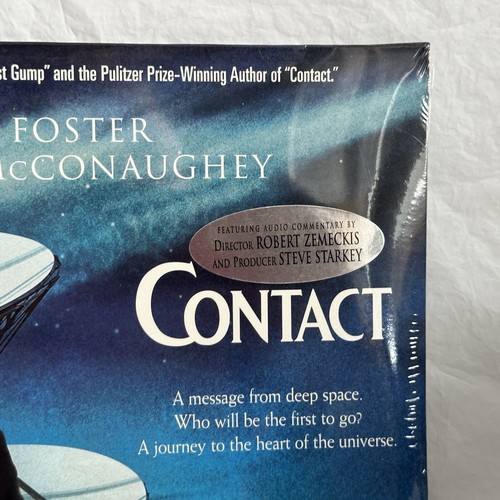 st Gump" and the Pulitzer Prize-Winning Author of "Contact."
FOSTER
McCONAUGHEY
FEATURING AUDIO COMMENTARY BY
DIRECTOR ROBERT ZEMECKIS
AND PRODUCER STEVE STARKEY
CONTACT
A message from deep space.
Who will be the first to go?
A journey to the heart of the universe.